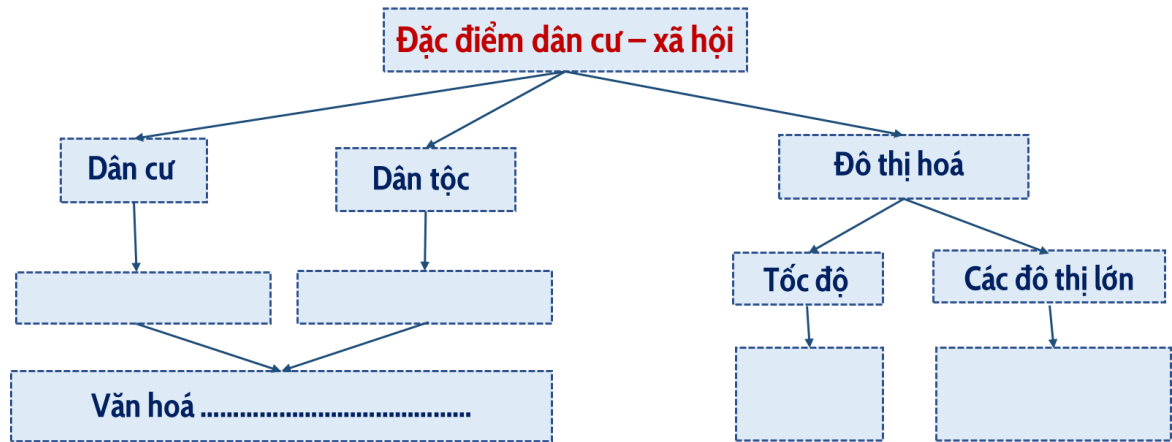 Đặc điểm dân cư – xã hội
Dân cư
Dân tộc
Đô thị hoá
Tốc độ
Các đô thị lớn
Văn hoá ..............................................